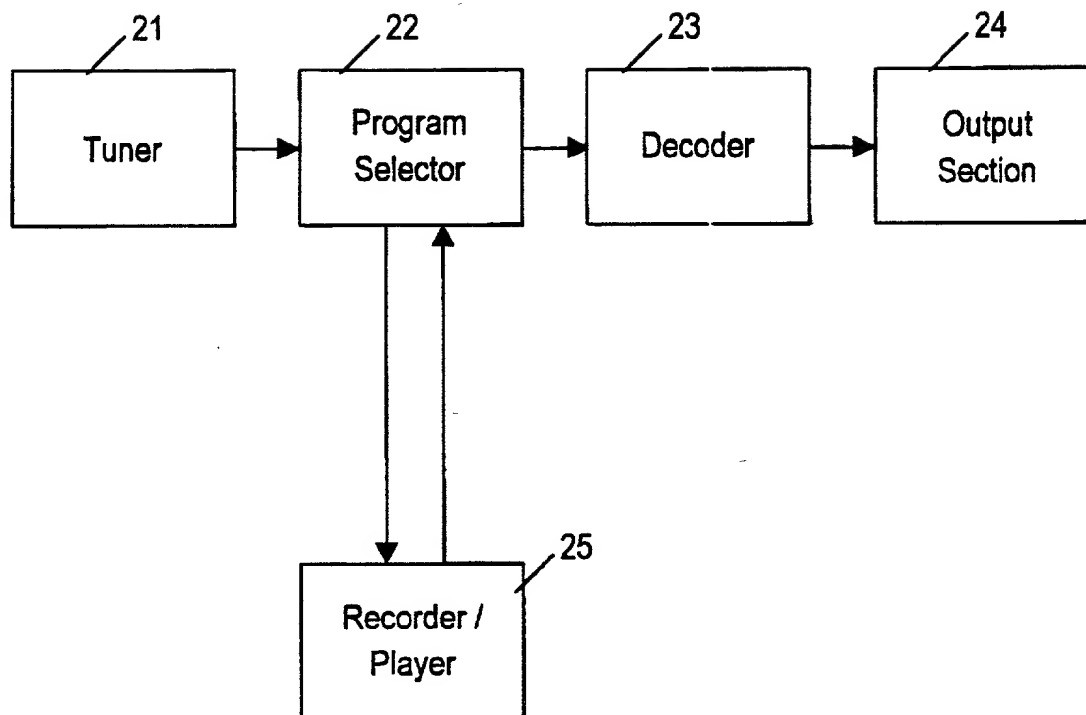 21
22
23
24
Tuner
Program
Selector
Decoder
Output
Section
25
Recorder /
Player